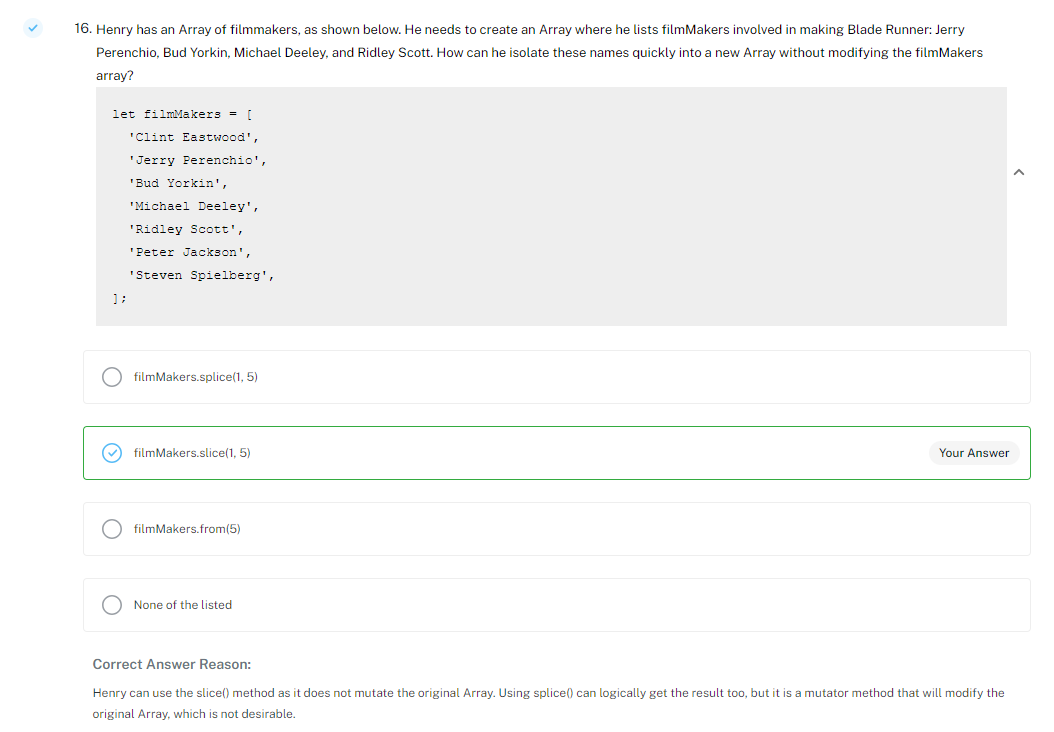 16. Henry has an Array of filmmakers, as shown below. He needs to create an Array where he lists filmMakers involved in making Blade Runner: Jerry
Perenchio, Bud Yorkin, Michael Deeley, and Ridley Scott. How can he isolate these names quickly into a new Array without modifying the filmMakers
array?
let filmMakers = [
  'Clint Eastwood',
  'Jerry Perenchio',
  'Bud Yorkin',
  'Michael Deeley',
  'Ridley Scott',
  'Peter Jackson',
  'Steven Spielberg',
];
filmMakers.splice(1, 5)
filmMakers.slice(1, 5) Your Answer
filmMakers.from(5)
None of the listed
Correct Answer Reason:
Henry can use the slice() method as it does not mutate the original Array. Using splice() can logically get the result too, but it is a mutator method that will modify the
original Array, which is not desirable.